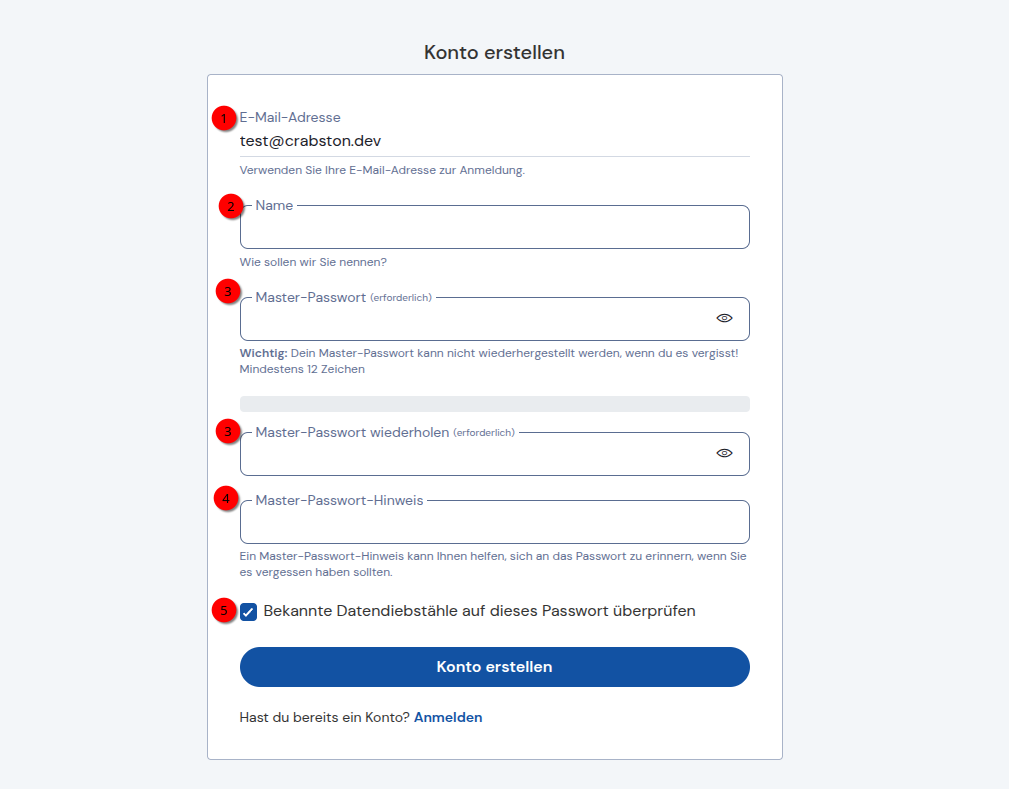 Konto erstellen
1 E-Mail-Adresse
test@crabston.dev
Verwenden Sie Ihre E-Mail-Adresse zur Anmeldung.
2 Name
Wie sollen wir Sie nennen?
3 Master-Passwort (erforderlich)
Wichtig: Dein Master-Passwort kann nicht wiederhergestellt werden, wenn du es vergisst!
Mindestens 12 Zeichen
3 Master-Passwort wiederholen (erforderlich)
4 Master-Passwort-Hinweis
Ein Master-Passwort-Hinweis kann Ihnen helfen, sich an das Passwort zu erinnern, wenn Sie
es vergessen haben sollten.
5 Bekannte Datendiebstähle auf dieses Passwort überprüfen
Konto erstellen
Hast du bereits ein Konto? Anmelden